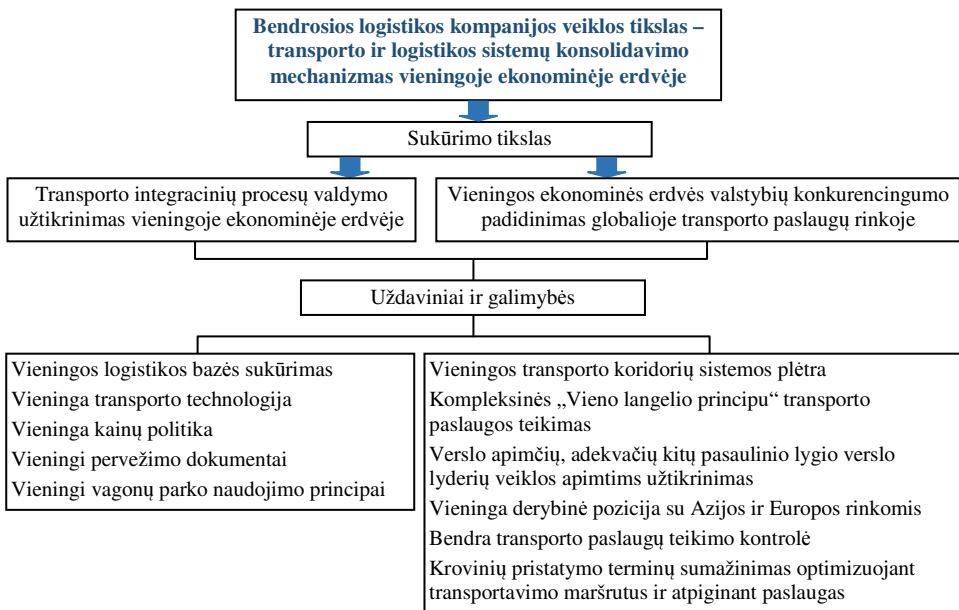 Bendrosios logistikos kompanijos veiklos tikslas –
transporto ir logistikos sistemų konsolidavimo
mechanizmas vieningoje ekonominėje erdvėje
Sukūrimo tikslas
Transporto integracinių procesų valdymo
užtikrinimas vieningoje ekonominėje erdvėje
Vieningos ekonominės erdvės valstybių konkurencingumo
padidinimas globalioje transporto paslaugų rinkoje
Uždaviniai ir galimybės
Vieningos logistikos bazės sukūrimas
Vieninga transporto technologija
Vieninga kainų politika
Vieningi pervežimo dokumentai
Vieningi vagonų parko naudojimo principai
Vieningos transporto koridorių sistemos plėtra
Kompleksinės „Vieno langelio principu“ transporto
paslaugos teikimas
Verslo apimčių, adekvačių kitų pasaulinio lygio verslo
lyderių veiklos apimtims užtikrinimas
Vieninga derybinė pozicija su Azijos ir Europos rinkomis
Bendra transporto paslaugų teikimo kontrolė
Krovinių pristatymo terminų sumažinimas optimizuojant
transportavimo maršrutus ir atpiginant paslaugas